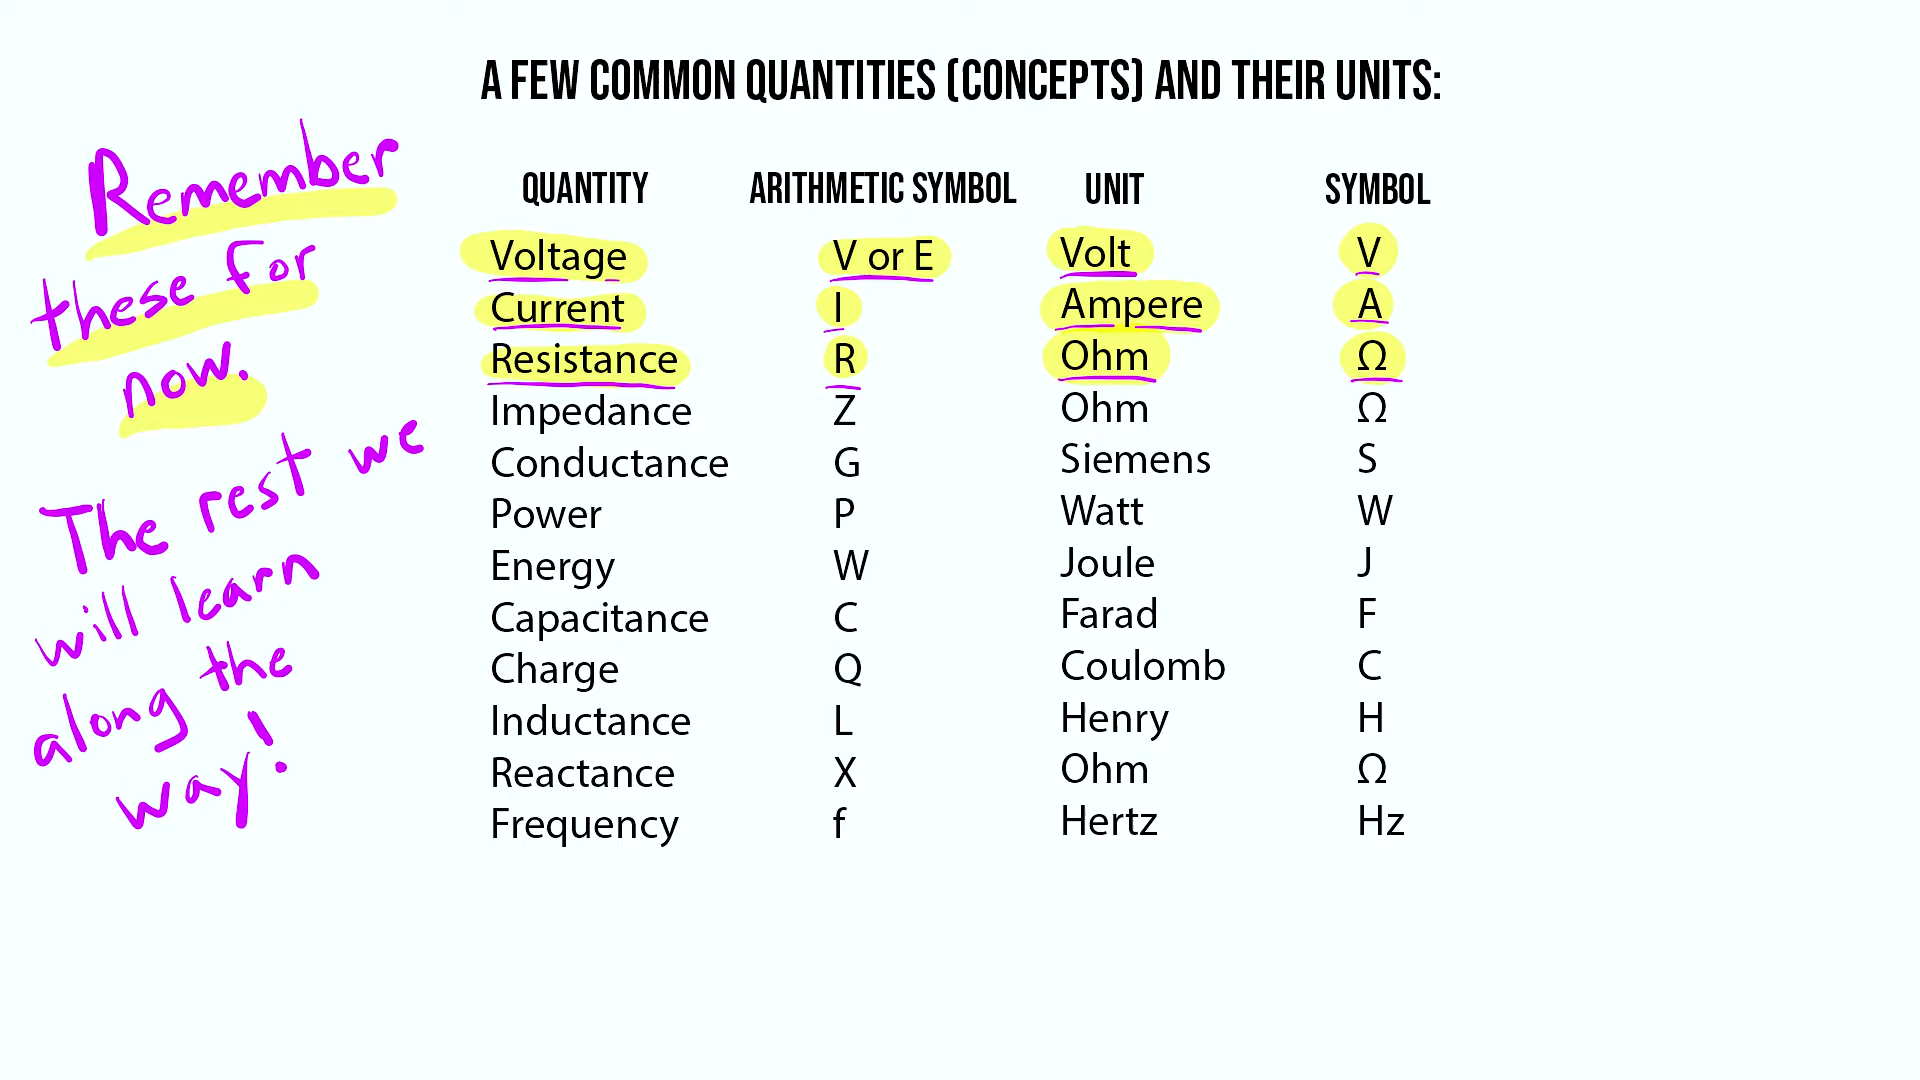 A FEW COMMON QUANTITIES (CONCEPTS) AND THEIR UNITS:
Remember
these for
now.
The rest we
will learn
along the
way!
QUANTITY ARITHMETIC SYMBOL UNIT SYMBOL
Voltage V or E Volt V
Current I Ampere A
Resistance R Ohm Ω
Impedance Z Ohm Ω
Conductance G Siemens S
Power P Watt W
Energy W Joule J
Capacitance C Farad F
Charge Q Coulomb C
Inductance L Henry H
Reactance X Ohm Ω
Frequency f Hertz Hz